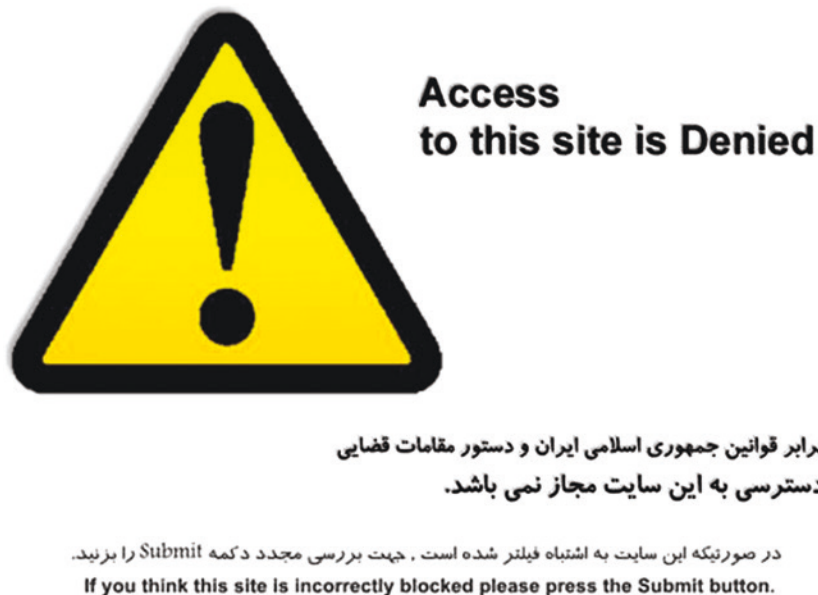 Access
to this site is Denied
رابر قوانین جمهوری اسلامی ایران و دستور مقامات قضایی
دسترسی به این سایت مجاز نمی باشد.
در صورتیکه این سایت به اشتباه فیلتر شده است , جهت بررسی مجدد دکمه Submit را بزنید.
If you think this site is incorrectly blocked please press the Submit button.